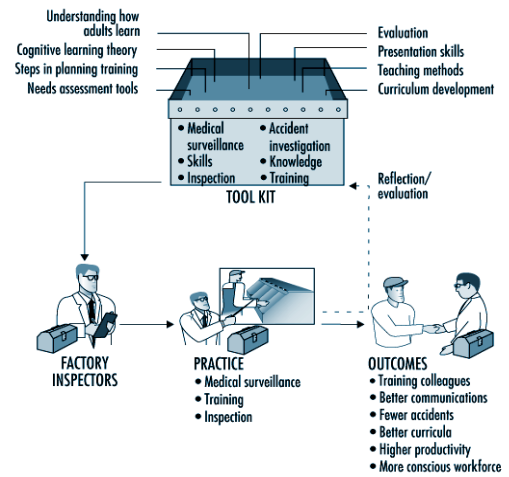 Understanding how
adults learn
Cognitive learning theory
Steps in planning training
Needs assessment tools
Evaluation
Presentation skills
Teaching methods
Curriculum development
• Medical
surveillance
• Skills
• Inspection
• Accident
investigation
• Knowledge
• Training
TOOL KIT
Reflection/
evaluation
FACTORY
INSPECTORS
PRACTICE
• Medical surveillance
• Training
• Inspection
OUTCOMES
• Training colleagues
• Better communications
• Fewer accidents
• Better curricula
• Higher productivity
• More conscious workforce